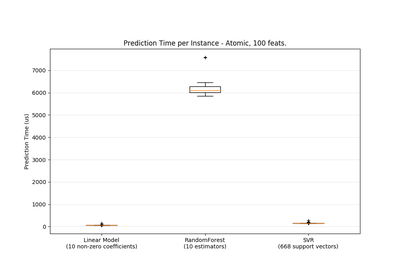 Prediction Time per Instance - Atomic, 100 feats.
Prediction Time (us)
7000
6000
5000
4000
3000
2000
1000
0
Linear Model
(10 non-zero coefficients)
RandomForest
(10 estimators)
SVR
(668 support vectors)